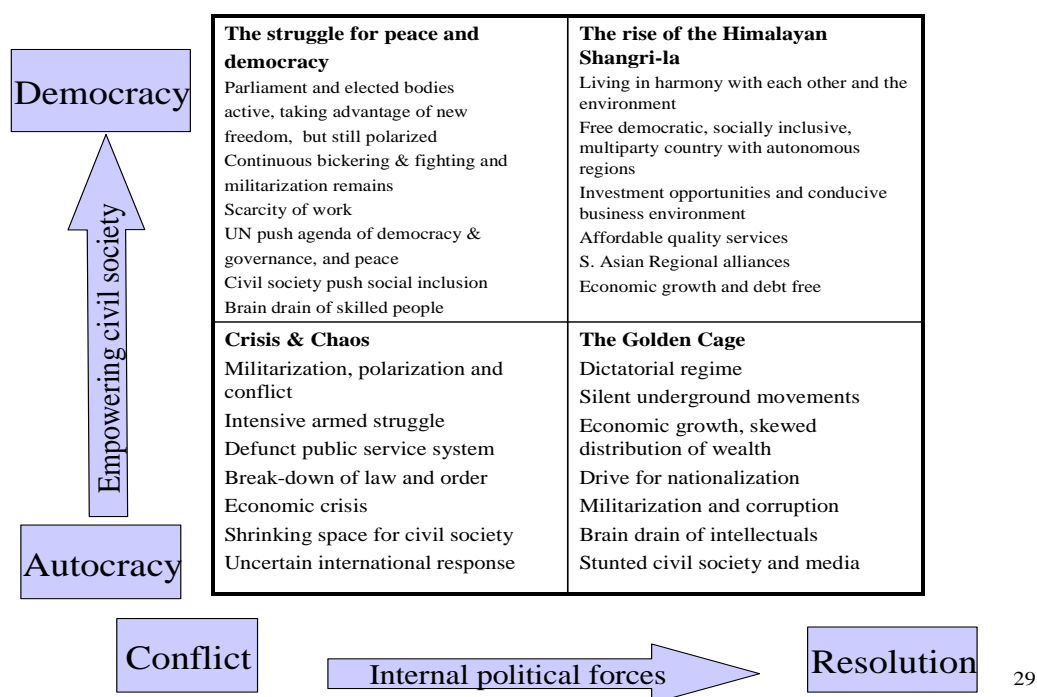 Democracy
Empowering civil society
Autocracy
The struggle for peace and
democracy
Parliament and elected bodies
active, taking advantage of new
freedom, but still polarized
Continuous bickering & fighting and
militarization remains
Scarcity of work
UN push agenda of democracy &
governance, and peace
Civil society push social inclusion
Brain drain of skilled people
The rise of the Himalayan
Shangri-la
Living in harmony with each other and the
environment
Free democratic, socially inclusive,
multiparty country with autonomous
regions
Investment opportunities and conducive
business environment
Affordable quality services
S. Asian Regional alliances
Economic growth and debt free
Crisis & Chaos
Militarization, polarization and
conflict
Intensive armed struggle
Defunct public service system
Break-down of law and order
Economic crisis
Shrinking space for civil society
Uncertain international response
The Golden Cage
Dictatorial regime
Silent underground movements
Economic growth, skewed
distribution of wealth
Drive for nationalization
Militarization and corruption
Brain drain of intellectuals
Stunted civil society and media
Conflict
Internal political forces
Resolution
29